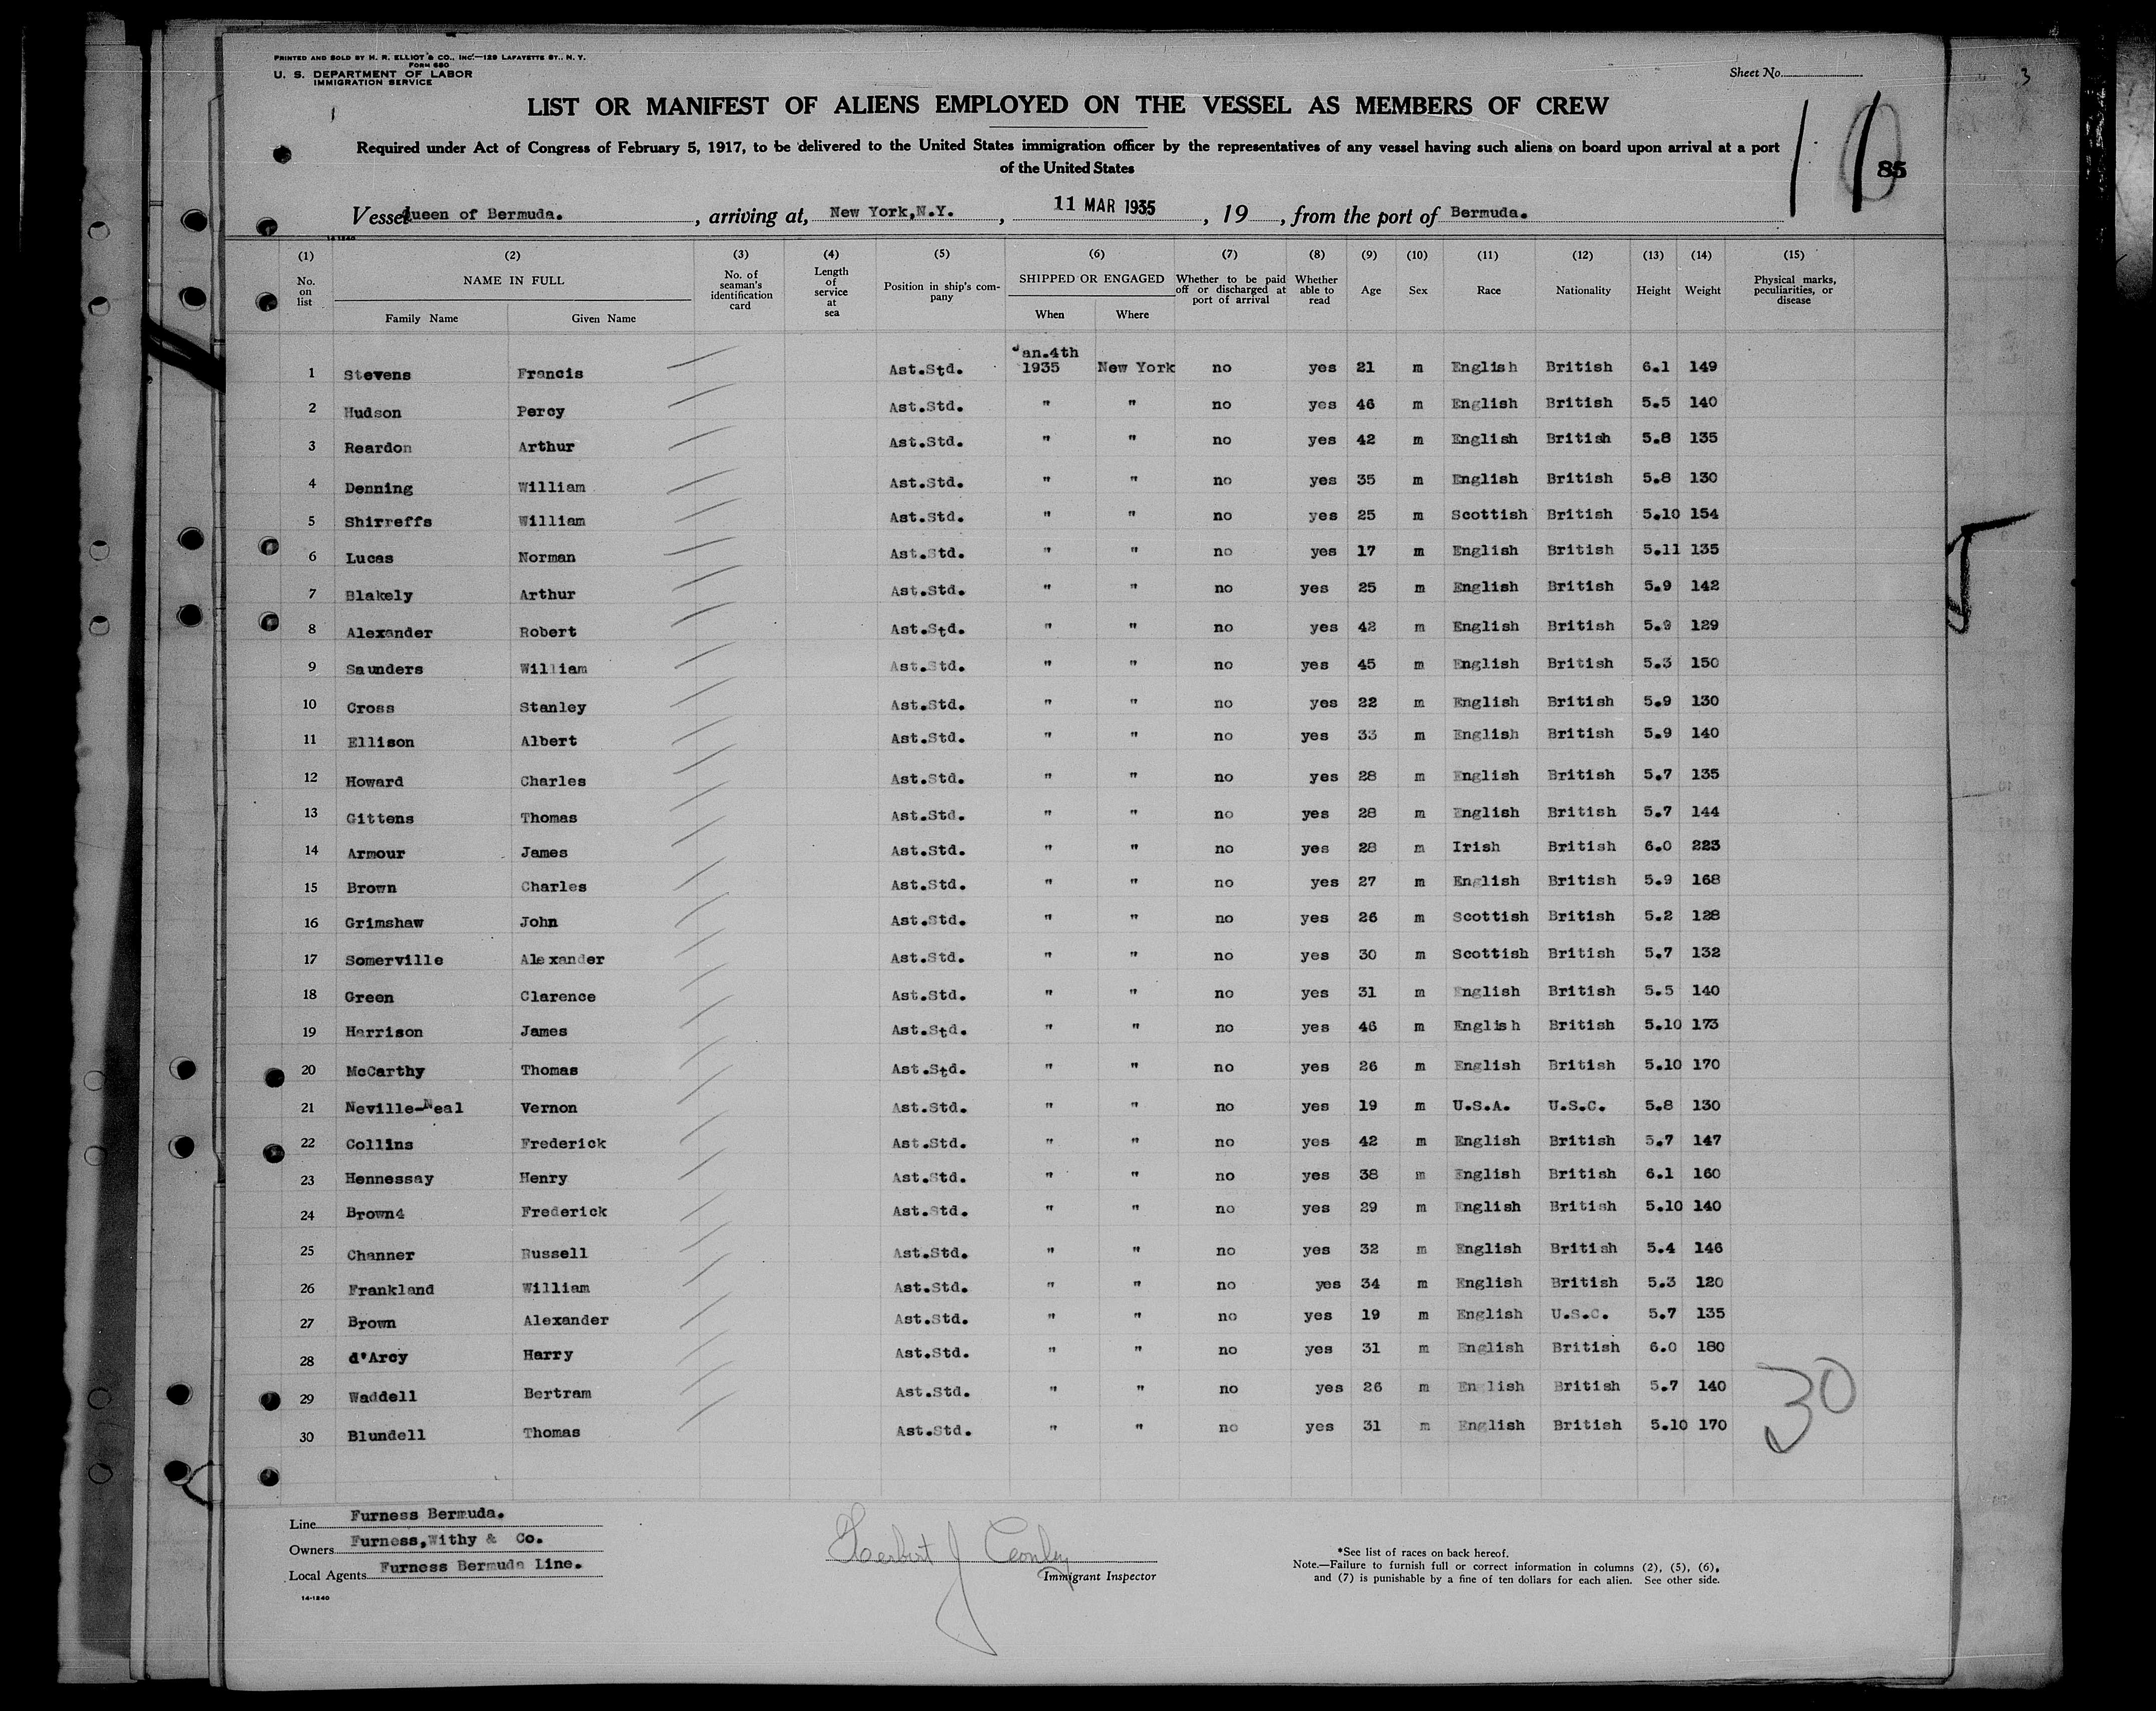 PRINTED AND SOLD BY H. R. ELLIOT & CO., INC.—129 LAFAYETTE ST., N. Y.
FORM 680
U. S. DEPARTMENT OF LABOR
IMMIGRATION SERVICE
Sheet No.
LIST OR MANIFEST OF ALIENS EMPLOYED ON THE VESSEL AS MEMBERS OF CREW
Required under Act of Congress of February 5, 1917, to be delivered to the United States immigration officer by the representatives of any vessel having such aliens on board upon arrival at a port
of the United States
85
Vessel Queen of Bermuda. , arriving at, New York,N.Y. , 11 MAR 1935 , 19 , from the port of Bermuda.
14-1240
(1) (2) (3) (4) (5) (6) (7) (8) (9) (10) (11) (12) (13) (14) (15)
No. on list NAME IN FULL Family Name Given Name No. of seaman's identification card Length of service at sea Position in ship's company SHIPPED OR ENGAGED When Where Whether to be paid off or discharged at port of arrival Whether able to read Age Sex Race Nationality Height Weight Physical marks, peculiarities, or disease
1 Stevens Francis Ast.Std. Jan.4th 1935 New York no yes 21 m English British 6.1 149
2 Hudson Percy Ast.Std. " " no yes 46 m English British 5.5 140
3 Reardon Arthur Ast.Std. " " no yes 42 m English British 5.8 135
4 Denning William Ast.Std. " " no yes 35 m English British 5.8 130
5 Shirreffs William Ast.Std. " " no yes 25 m Scottish British 5.10 154
6 Lucas Norman Ast.Std. " " no yes 17 m English British 5.11 135
7 Blakely Arthur Ast.Std. " " no yes 25 m English British 5.9 142
8 Alexander Robert Ast.Std. " " no yes 42 m English British 5.9 129
9 Saunders William Ast.Std. " " no yes 45 m English British 5.3 150
10 Cross Stanley Ast.Std. " " no yes 22 m English British 5.9 130
11 Ellison Albert Ast.Std. " " no yes 33 m English British 5.9 140
12 Howard Charles Ast.Std. " " no yes 28 m English British 5.7 135
13 Gittens Thomas Ast.Std. " " no yes 28 m English British 5.7 144
14 Armour James Ast.Std. " " no yes 28 m Irish British 6.0 223
15 Brown Charles Ast.Std. " " no yes 27 m English British 5.9 168
16 Grimshaw John Ast.Std. " " no yes 26 m Scottish British 5.2 128
17 Somerville Alexander Ast.Std. " " no yes 30 m Scottish British 5.7 132
18 Green Clarence Ast.Std. " " no yes 31 m English British 5.5 140
19 Harrison James Ast.Std. " " no yes 46 m English British 5.10 173
20 McCarthy Thomas Ast.Std. " " no yes 26 m English British 5.10 170
21 Neville-Neal Vernon Ast.Std. " " no yes 19 m U.S.A. U.S.C. 5.8 130
22 Collins Frederick Ast.Std. " " no yes 42 m English British 5.7 147
23 Hennessay Henry Ast.Std. " " no yes 38 m English British 6.1 160
24 Brown4 Frederick Ast.Std. " " no yes 29 m English British 5.10 140
25 Channer Russell Ast.Std. " " no yes 32 m English British 5.4 146
26 Frankland William Ast.Std. " " no yes 34 m English British 5.3 120
27 Brown Alexander Ast.Std. " " no yes 19 m English U.S.C. 5.7 135
28 d'Arcy Harry Ast.Std. " " no yes 31 m English British 6.0 180
29 Waddell Bertram Ast.Std. " " no yes 26 m English British 5.7 140
30 Blundell Thomas Ast.Std. " " no yes 31 m English British 5.10 170
30
Line Furness Bermuda.
Owners Furness,Withy & Co.
Local Agents Furness Bermuda Line.
14-1240
Herbert J
Immigrant Inspector
*See list of races on back hereof.
Note.—Failure to furnish full or correct information in columns (2), (5), (6),
and (7) is punishable by a fine of ten dollars for each alien. See other side.